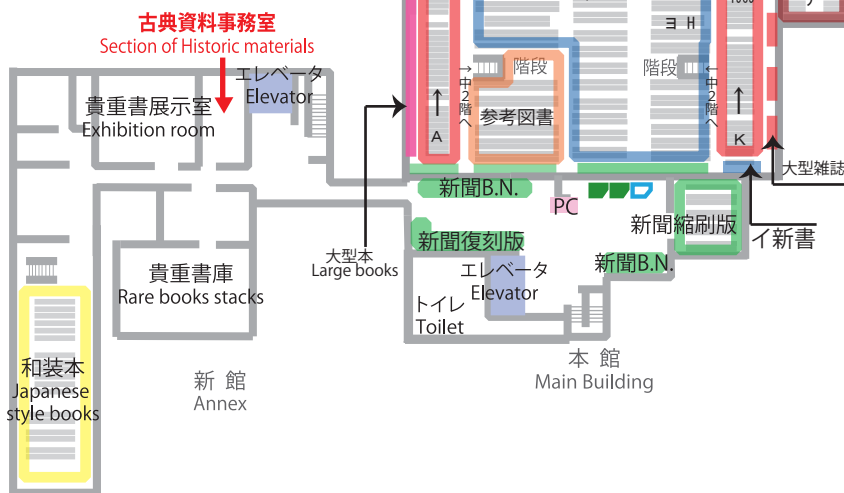 古典資料事務室
Section of Historic materials
エレベータ
Elevator
貴重書展示室
Exhibition room
貴重書庫
Rare books stacks
和装本
Japanese
style books
新 館
Annex
大型本
Large books
A
→中2階へ
階段
参考図書
ヨ H
階段
←中2階へ
K
大型雑誌
イ新書
新聞B.N.
PC
新聞縮刷版
新聞復刻版
新聞B.N.
エレベータ
Elevator
トイレ
Toilet
本 館
Main Building